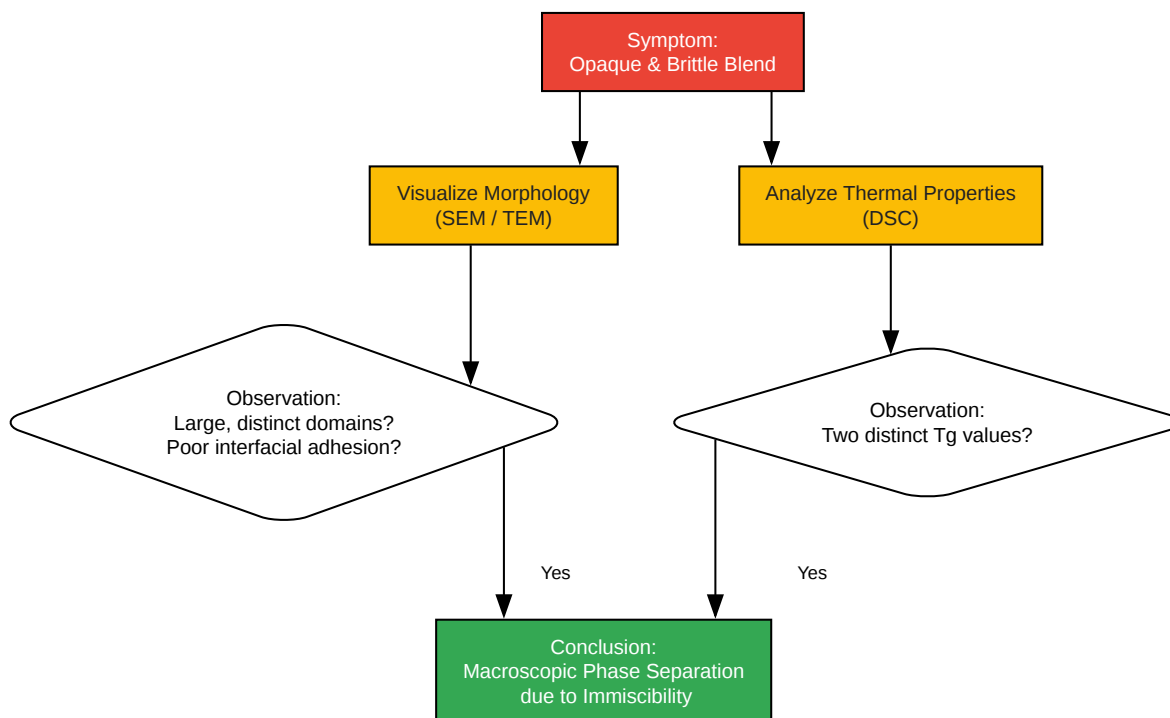 Symptom:
Opaque & Brittle Blend
Visualize Morphology
(SEM / TEM)
Analyze Thermal Properties
(DSC)
Observation:
Large, distinct domains?
Poor interfacial adhesion?
Observation:
Two distinct Tg values?
Yes
Yes
Conclusion:
Macroscopic Phase Separation
due to Immiscibility